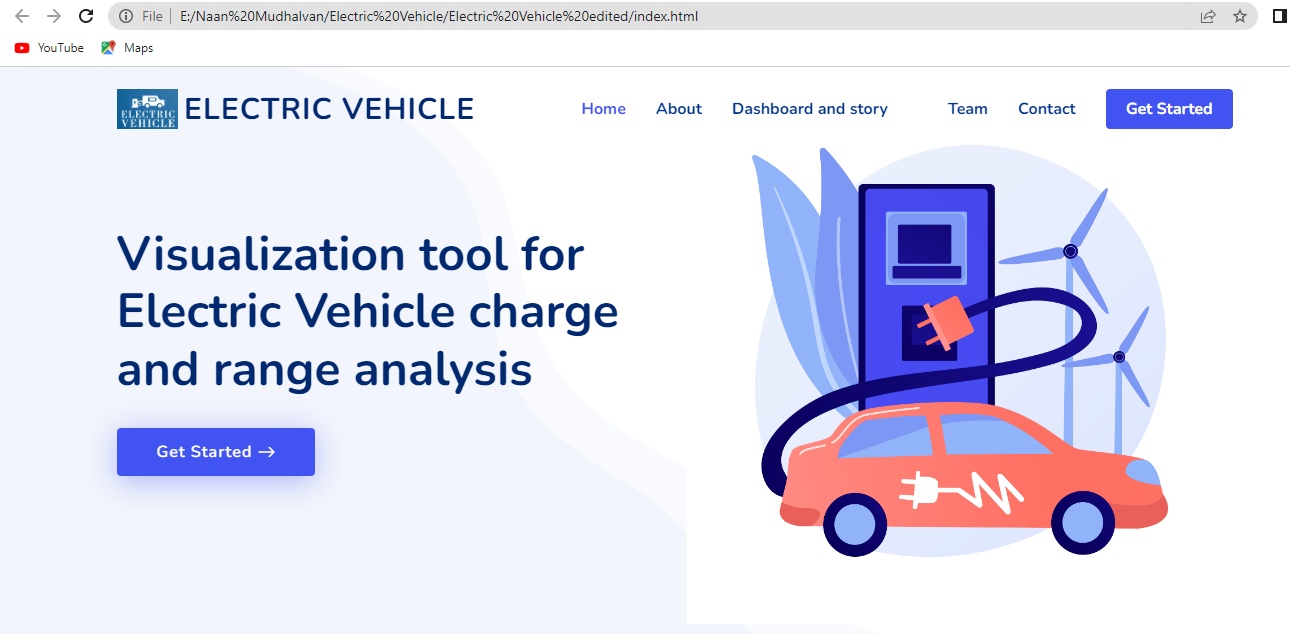 File
E:/Naan%20Mudhalvan/Electric%20Vehicle/Electric%20Vehicle%20edited/index.html
YouTube
Maps
ELECTRIC
VEHICLE
ELECTRIC VEHICLE
Home
About
Dashboard and story
Team
Contact
Get Started
Visualization tool for
Electric Vehicle charge
and range analysis
Get Started →